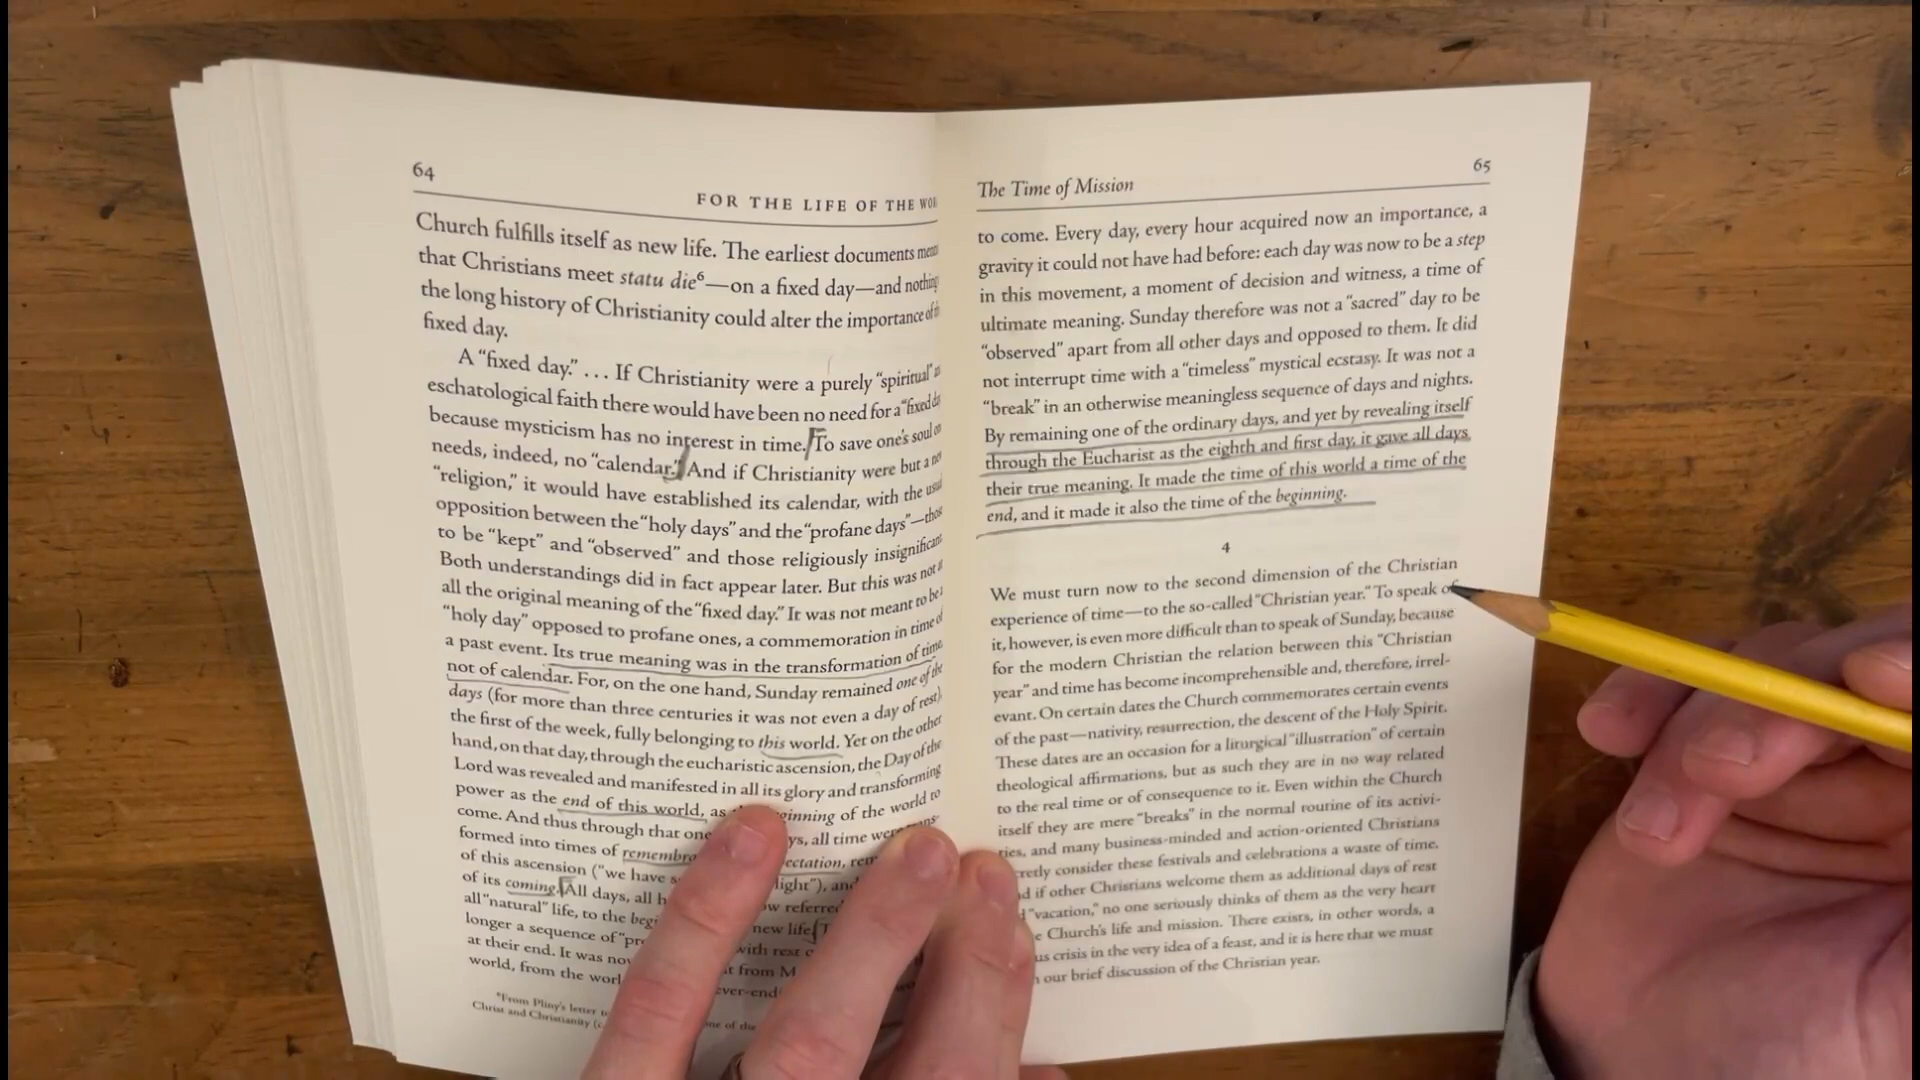 64
FOR THE LIFE OF THE
Church fulfills itself as new life. The earliest documents
that Christians meet statu die⁶—on a fixed day—and nothing
the long history of Christianity could alter the importance of
fixed day.
A “fixed day.” . . . If Christianity were a purely “spiritual”
eschatological faith there would have been no need for a “fixed
because mysticism has no interest in time. To save one’s soul
needs, indeed, no “calendar.” And if Christianity were but a
“religion,” it would have established its calendar, with the
opposition between the “holy days” and the “profane days”—
to be “kept” and “observed” and those religiously insignificant.
Both understandings did in fact appear later. But this was not
all the original meaning of the “fixed day.” It was not meant to be
“holy day” opposed to profane ones, a commemoration in time of
a past event. Its true meaning was in the transformation of time,
not of calendar. For, on the one hand, Sunday remained one of the
days (for more than three centuries it was not even a day of rest),
the first of the week, fully belonging to this world. Yet on the other
hand, on that day, through the eucharistic ascension, the Day of the
Lord was revealed and manifested in all its glory and transforming
power as the end of this world, as of the world to
come. And thus through that one all time were
formed into times of
of this ascension (“we have light”), and
of its coming. All days, all referred
all “natural” life, to the new life.
longer a sequence of with rest
at their end. It was from
world, from the
⁶From Pliny’s letter
Christ and Christianity one of the
The Time of Mission
65
to come. Every day, every hour acquired now an importance, a
gravity it could not have had before: each day was now to be a step
in this movement, a moment of decision and witness, a time of
ultimate meaning. Sunday therefore was not a “sacred” day to be
“observed” apart from all other days and opposed to them. It did
not interrupt time with a “timeless” mystical ecstasy. It was not a
“break” in an otherwise meaningless sequence of days and nights.
By remaining one of the ordinary days, and yet by revealing itself
through the Eucharist as the eighth and first day, it gave all days
their true meaning. It made the time of this world a time of the
end, and it made it also the time of the beginning.
4
We must turn now to the second dimension of the Christian
experience of time—to the so-called “Christian year.” To speak of
it, however, is even more difficult than to speak of Sunday, because
for the modern Christian the relation between this “Christian
year” and time has become incomprehensible and, therefore, irrel-
evant. On certain dates the Church commemorates certain events
of the past—nativity, resurrection, the descent of the Holy Spirit.
These dates are an occasion for a liturgical “illustration” of certain
theological affirmations, but as such they are in no way related
to the real time or of consequence to it. Even within the Church
itself they are mere “breaks” in the normal routine of its activi-
ties, and many business-minded and action-oriented Christians
consider these festivals and celebrations a waste of time.
if other Christians welcome them as additional days of rest
“vacation,” no one seriously thinks of them as the very heart
Church’s life and mission. There exists, in other words, a
crisis in the very idea of a feast, and it is here that we must
our brief discussion of the Christian year.